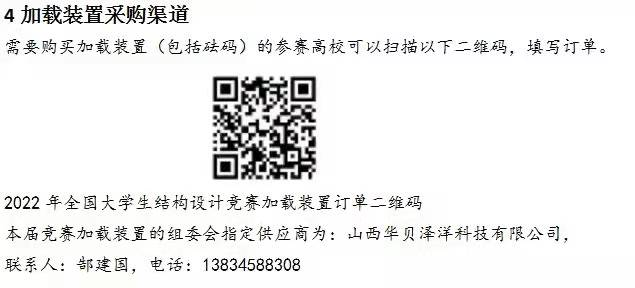 4 加载装置采购渠道
需要购买加载装置（包括砝码）的参赛高校可以扫描以下二维码，填写订单。
2022 年全国大学生结构设计竞赛加载装置订单二维码
本届竞赛加载装置的组委会指定供应商为：山西华贝泽洋科技有限公司，
联系人：郜建国，电话：13834588308